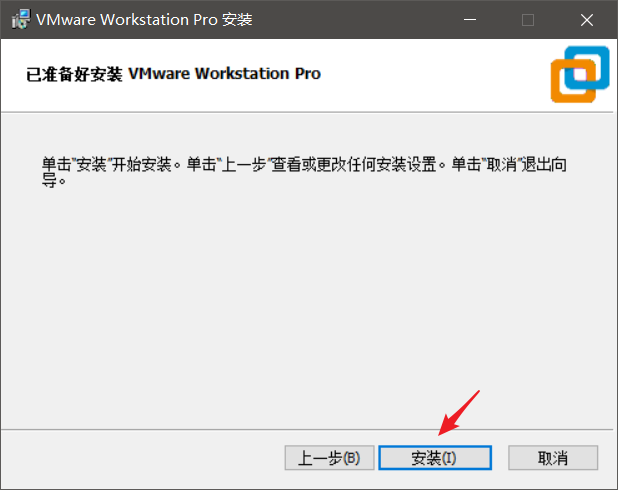 VMware Workstation Pro 安装
已准备好安装 VMware Workstation Pro
单击“安装”开始安装。单击“上一步”查看或更改任何安装设置。单击“取消”退出向
导。
上一步(B) 安装(I) 取消